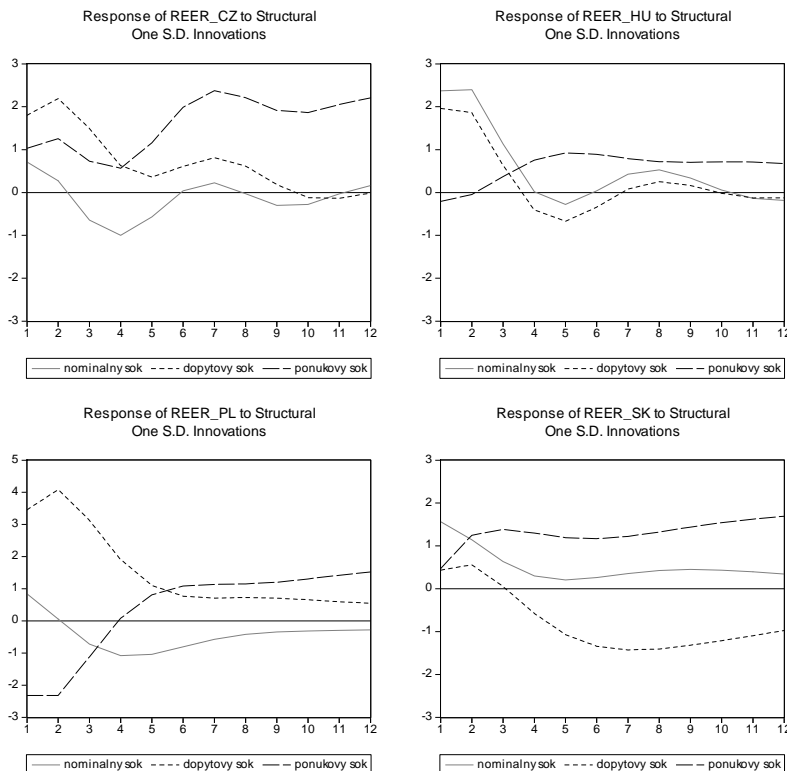 Response of REER_CZ to Structural
One S.D. Innovations
3
2
1
0
-1
-2
-3
1 2 3 4 5 6 7 8 9 10 11 12
nominalny sok dopytovy sok ponukovy sok
Response of REER_HU to Structural
One S.D. Innovations
3
2
1
0
-1
-2
-3
1 2 3 4 5 6 7 8 9 10 11 12
nominalny sok dopytovy sok ponukovy sok
Response of REER_PL to Structural
One S.D. Innovations
5
4
3
2
1
0
-1
-2
-3
1 2 3 4 5 6 7 8 9 10 11 12
nominalny sok dopytovy sok ponukovy sok
Response of REER_SK to Structural
One S.D. Innovations
3
2
1
0
-1
-2
-3
1 2 3 4 5 6 7 8 9 10 11 12
nominalny sok dopytovy sok ponukovy sok